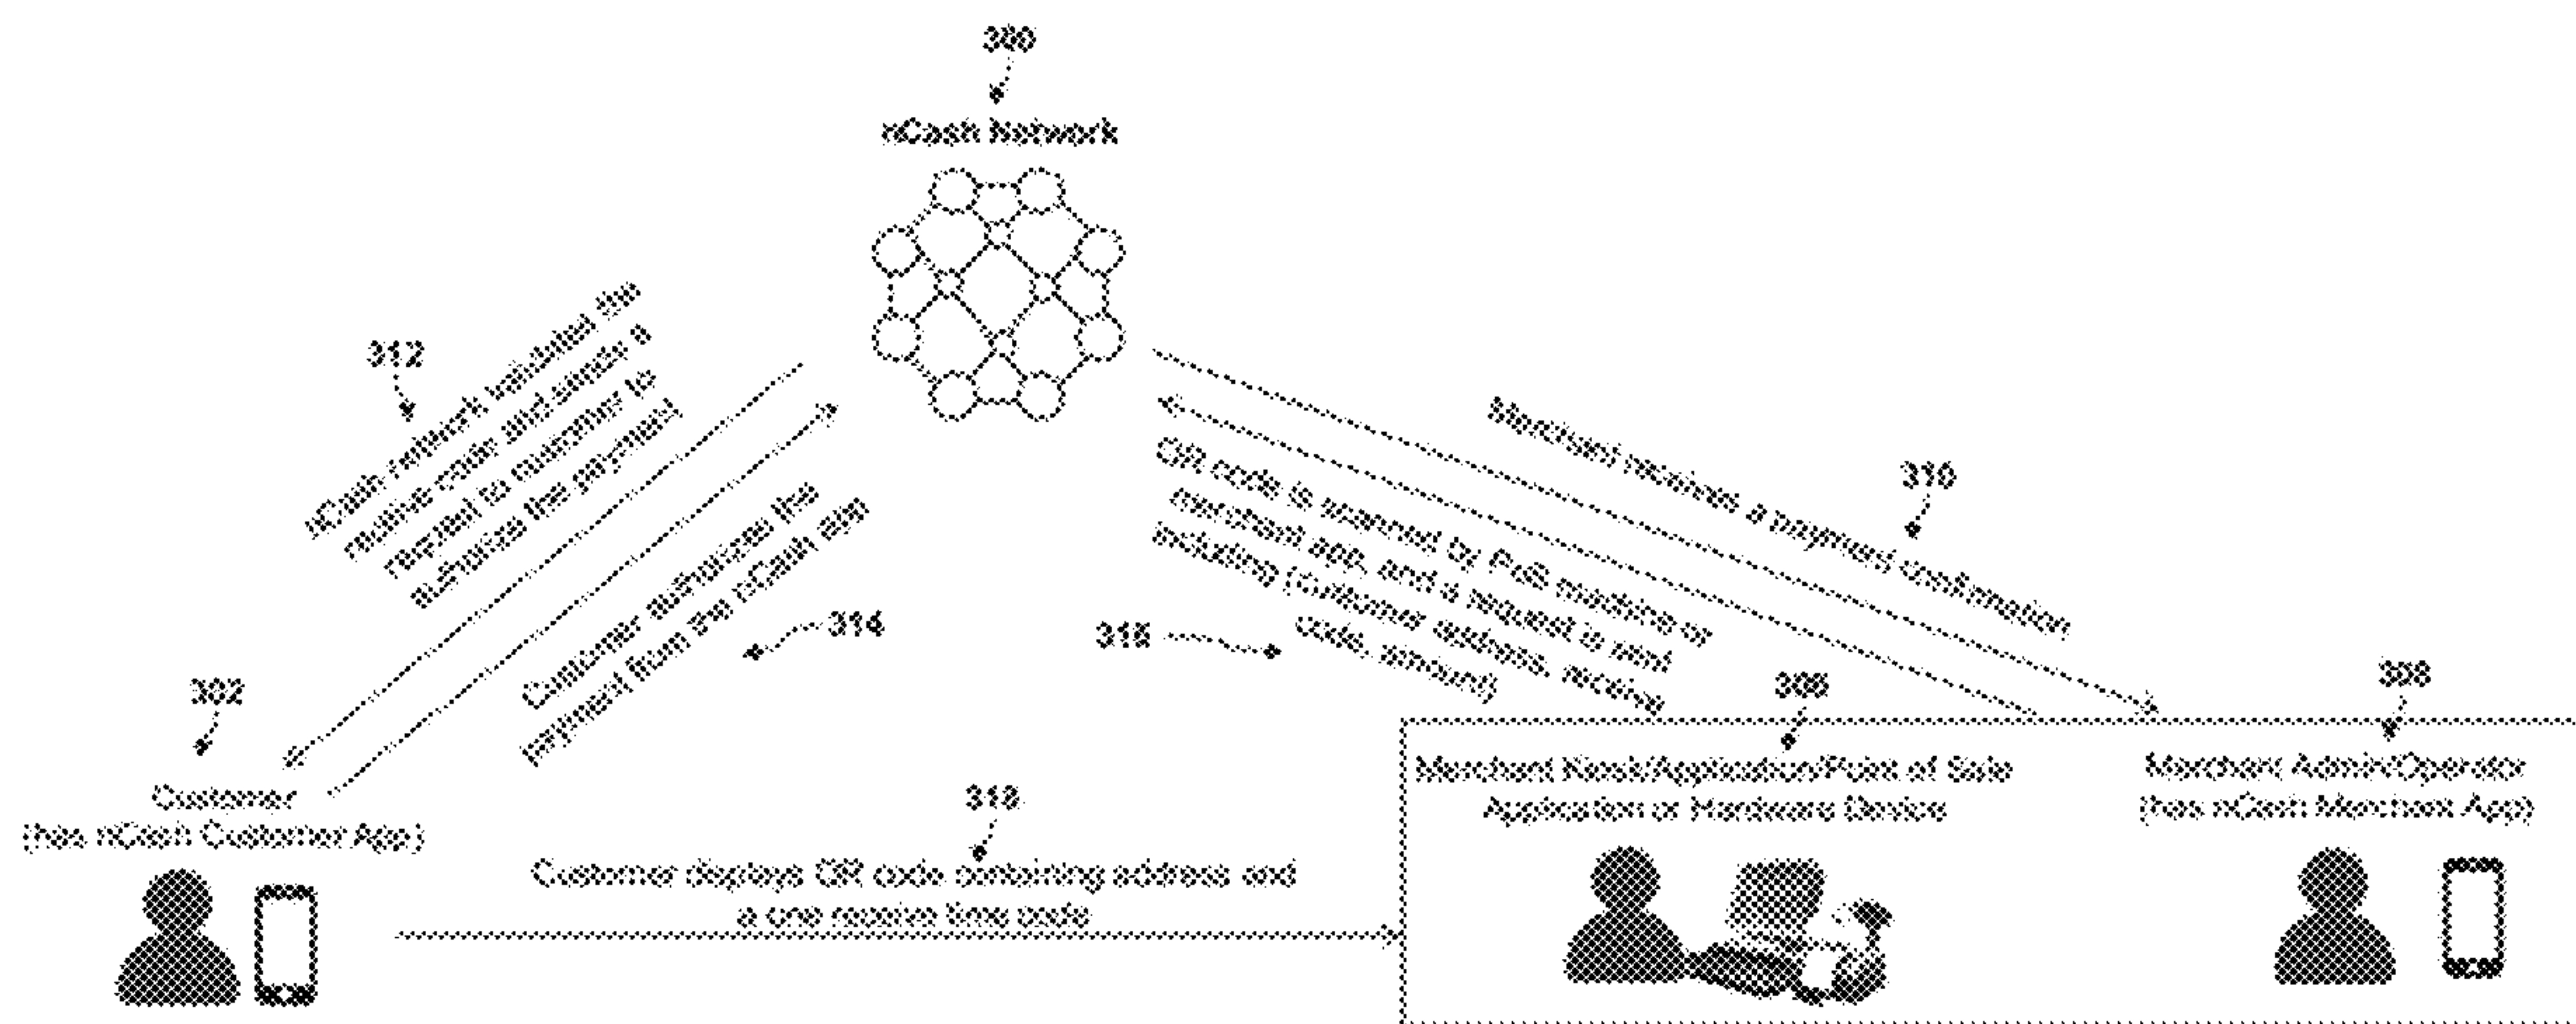 300
nCash Network
312
nCash network validates the
routing code and sends a
request to customer to
authorize the payment
Customer authorizes the
payment from the nCash app
314
Merchant receives a payment confirmation
310
QR code is scanned by PoS machine or
merchant app, and a request is sent
including (customer address, receive
code, amount)
316
302
Customer
(has nCash Customer App)
318
Customer displays QR code containing address and
a one receive time code
306
Merchant Kiosk/Application/Point of Sale
Application or Hardware Device
308
Merchant Admin/Operator
(has nCash Merchant App)